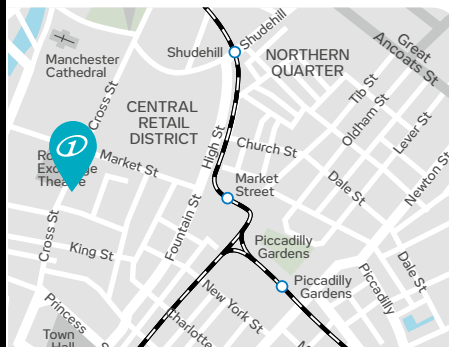 Shudehill
Shudehill
NORTHERN
QUARTER
Great
Ancoats St
Manchester
Cathedral
Cross St
CENTRAL
RETAIL
DISTRICT
High St
Tib St
Oldham St
Lever St
Newton St
Church St
Market St
Dale St
Market
Street
Fountain St
Cross St
King St
Piccadilly
Gardens
Piccadilly
Gardens
Piccadilly
Dale St
New York St
Princess
Charlotte
Town